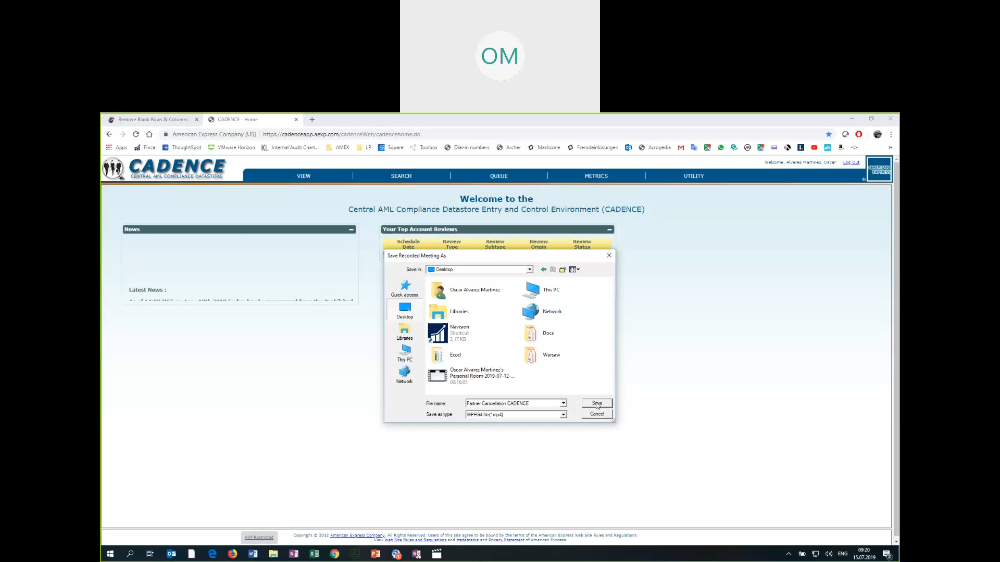 OM
Remove Blank Rows & Columns
CADENCE - Home
American Express Company [US] | https://cadenceapp.aexp.com/cadenceWeb/cadencehome.do
Apps Finca ThoughtSpot VMware Horizon Internal Audit Chart... AMEX LP Square Toolbox Dial-in numbers Archer Mashzone Fremdeinlösungen Acropedia
CADENCE
CENTRAL AML COMPLIANCE DATASTORE
Welcome, Alvarez Martinez, Oscar Log Out
AMERICAN EXPRESS
VIEW SEARCH QUEUE METRICS UTILITY
Welcome to the
Central AML Compliance Datastore Entry and Control Environment (CADENCE)
News
Latest News :
Your Top Account Reviews
Schedule Date Review Type Review Subtype Review Origin Review Status
Save Recorded Meeting As
Save in: Desktop
Quick access
Desktop
Libraries
This PC
Network
Oscar Alvarez Martinez
This PC
Libraries
Network
Navision
Shortcut
2,17 KB
Docs
Excel
Warsaw
Oscar Alvarez Martinez's
Personal Room 2019-07-12-...
00:16:05
File name: Partner Cancellation CADENCE
Save
Save as type: MPEG4 file(*.mp4)
Cancel
AXP Restricted
Copyright © 2012 American Express Company. All Rights Reserved. Users of this site agree to be bound by the terms of the American Express Web Site Rules and Regulations.
View Web Site Rules and Regulations and trademarks and Privacy Statement of American Express.
ENG
09:20
15.07.2019